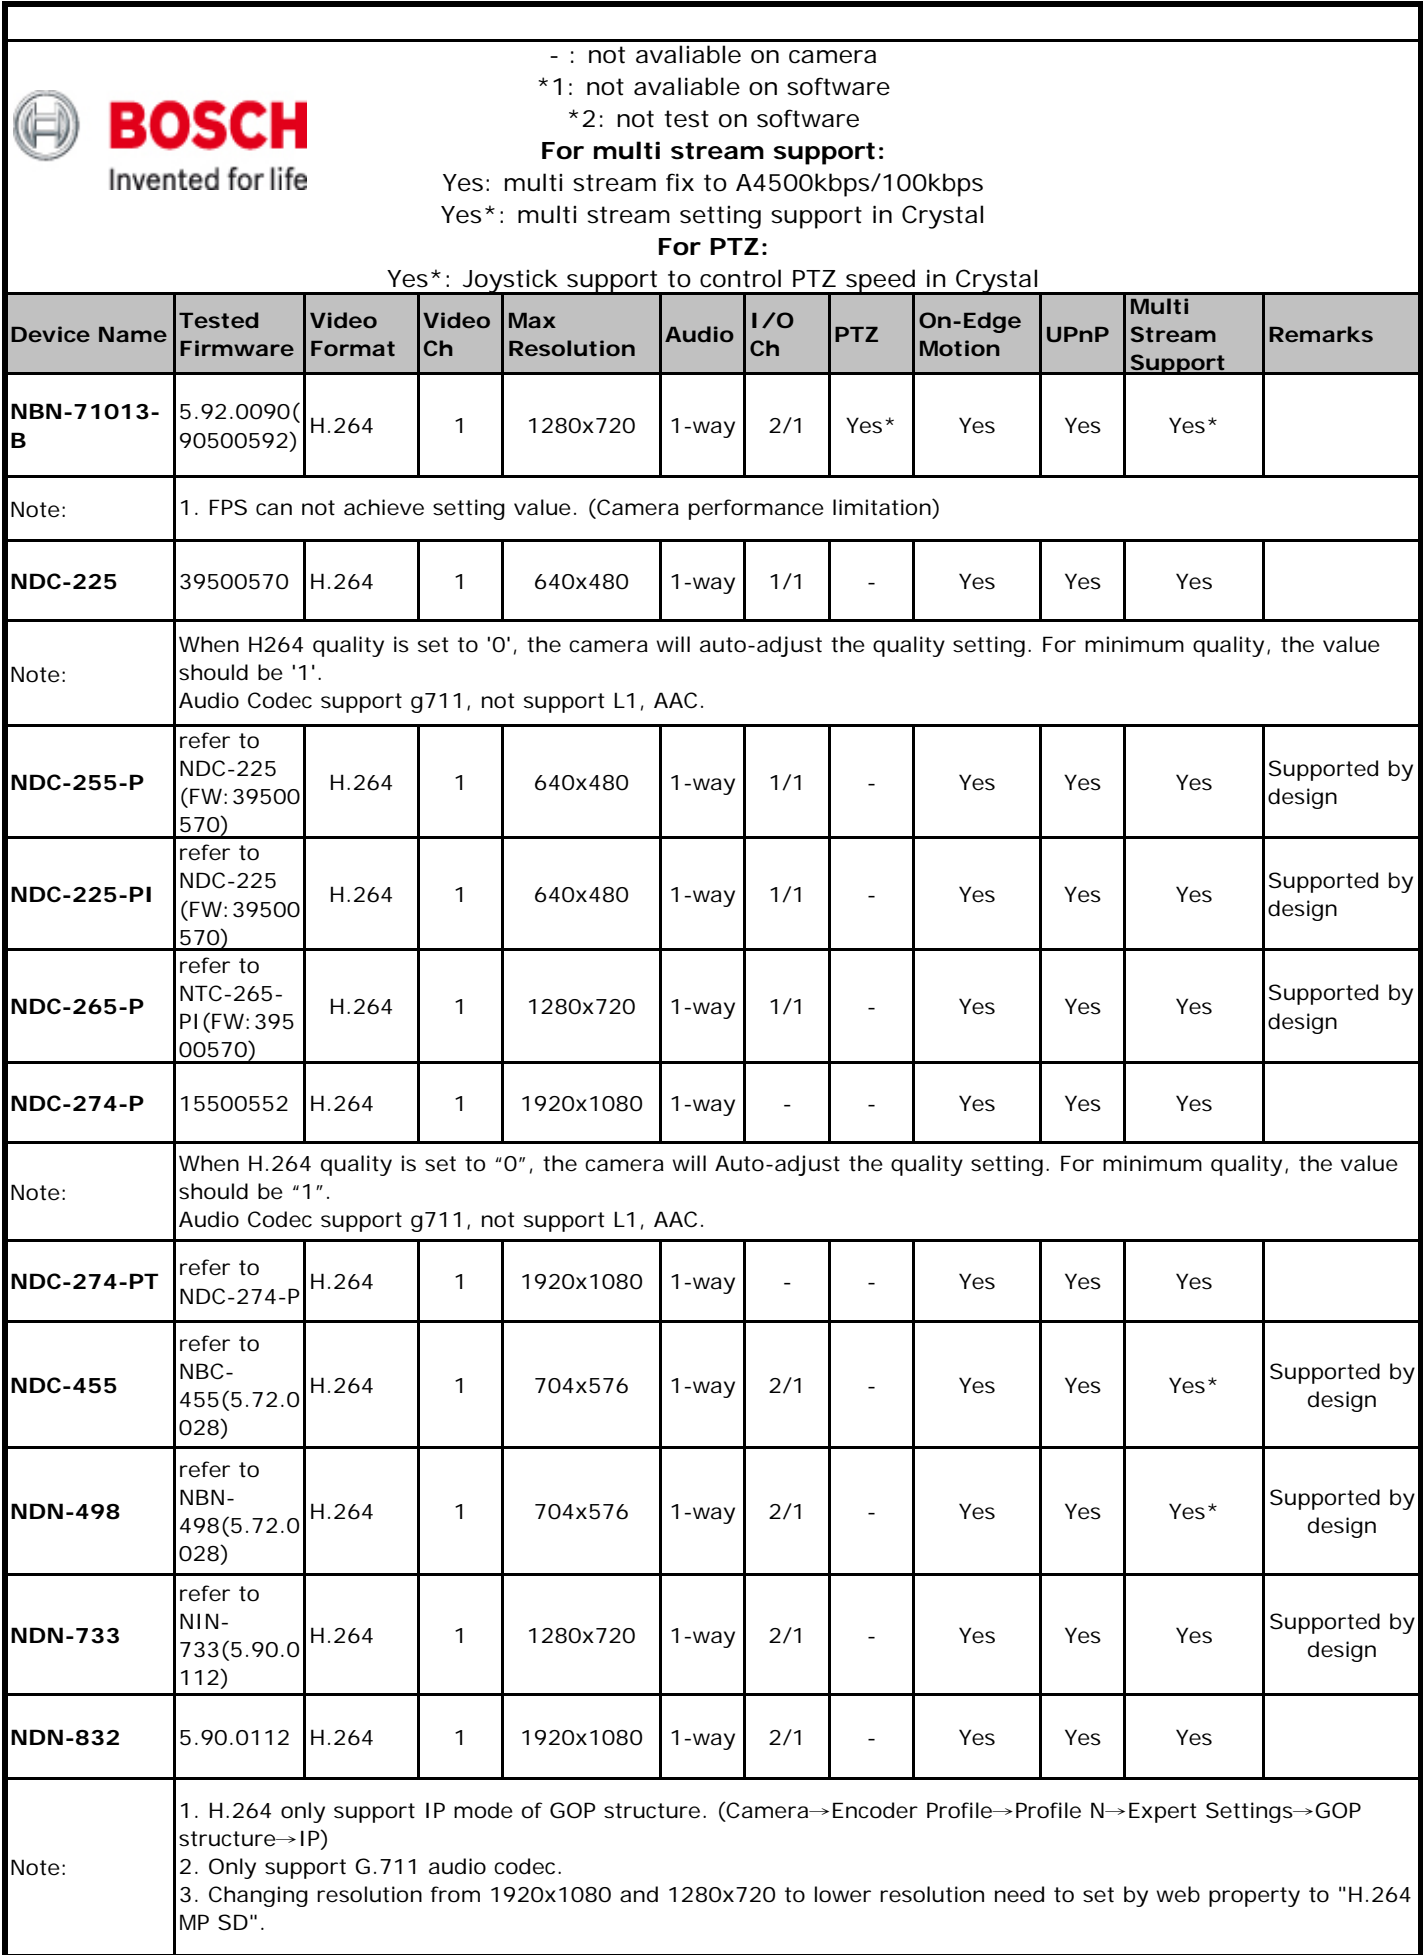 - : not avaliable on camera
*1: not avaliable on software
*2: not test on software
For multi stream support:
Yes: multi stream fix to A4500kbps/100kbps
Yes*: multi stream setting support in Crystal
For PTZ:
Yes*: Joystick support to control PTZ speed in Crystal
BOSCH
Invented for life
Device Name Tested Firmware Video Format Video Ch Max Resolution Audio I/O Ch PTZ On-Edge Motion UPnP Multi Stream Support Remarks
NBN-71013-B 5.92.0090(90500592) H.264 1 1280x720 1-way 2/1 Yes* Yes Yes Yes*
Note: 1. FPS can not achieve setting value. (Camera performance limitation)
NDC-225 39500570 H.264 1 640x480 1-way 1/1 - Yes Yes Yes
Note: When H264 quality is set to '0', the camera will auto-adjust the quality setting. For minimum quality, the value
should be '1'.
Audio Codec support g711, not support L1, AAC.
NDC-255-P refer to NDC-225 (FW:39500570) H.264 1 640x480 1-way 1/1 - Yes Yes Yes Supported by design
NDC-225-PI refer to NDC-225 (FW:39500570) H.264 1 640x480 1-way 1/1 - Yes Yes Yes Supported by design
NDC-265-P refer to NTC-265-PI(FW:39500570) H.264 1 1280x720 1-way 1/1 - Yes Yes Yes Supported by design
NDC-274-P 15500552 H.264 1 1920x1080 1-way - - Yes Yes Yes
Note: When H.264 quality is set to “0”, the camera will Auto-adjust the quality setting. For minimum quality, the value
should be “1”.
Audio Codec support g711, not support L1, AAC.
NDC-274-PT refer to NDC-274-P H.264 1 1920x1080 1-way - - Yes Yes Yes
NDC-455 refer to NBC-455(5.72.0028) H.264 1 704x576 1-way 2/1 - Yes Yes Yes* Supported by design
NDN-498 refer to NBN-498(5.72.0028) H.264 1 704x576 1-way 2/1 - Yes Yes Yes* Supported by design
NDN-733 refer to NIN-733(5.90.0112) H.264 1 1280x720 1-way 2/1 - Yes Yes Yes Supported by design
NDN-832 5.90.0112 H.264 1 1920x1080 1-way 2/1 - Yes Yes Yes
Note: 1. H.264 only support IP mode of GOP structure. (Camera→Encoder Profile→Profile N→Expert Settings→GOP
structure→IP)
2. Only support G.711 audio codec.
3. Changing resolution from 1920x1080 and 1280x720 to lower resolution need to set by web property to "H.264
MP SD".